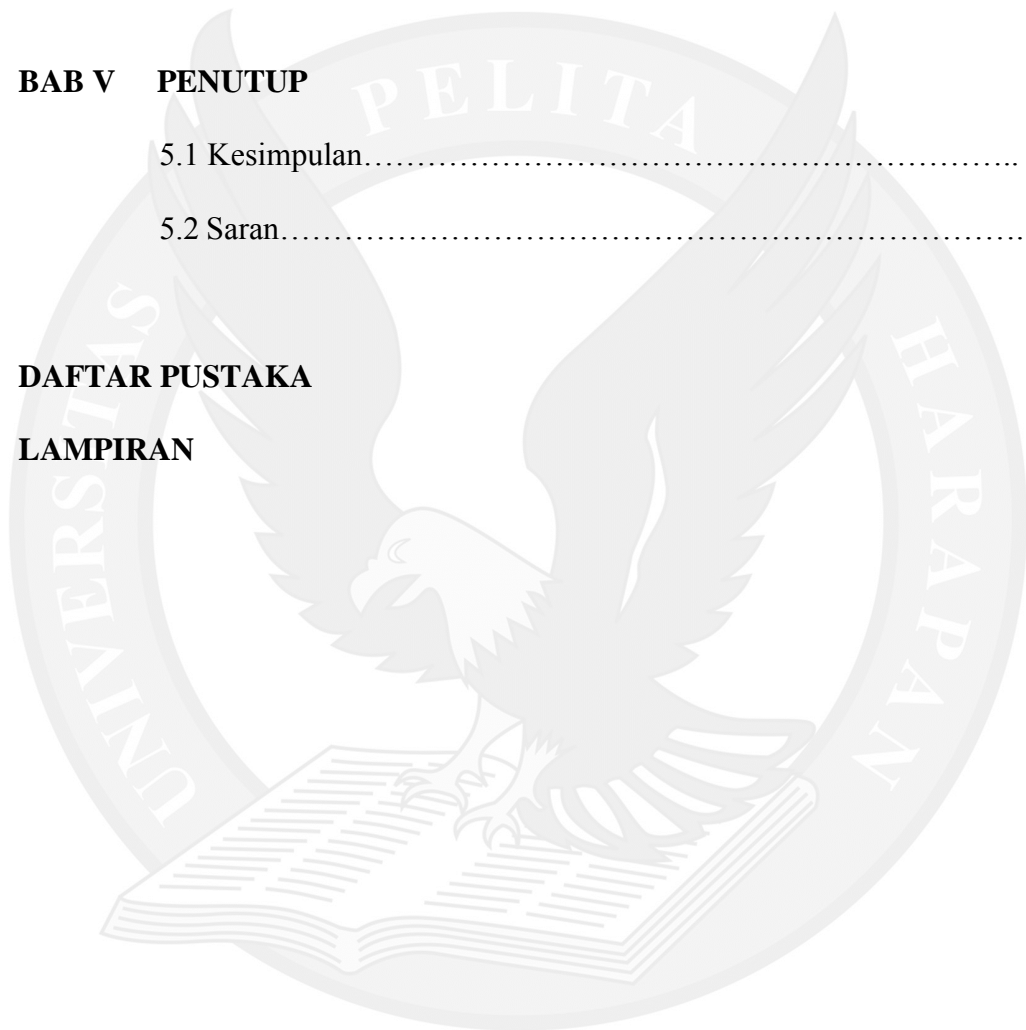 BAB V PENUTUP
5.1 Kesimpulan…………………………………………………………..
5.2 Saran………………………………………………………………….
DAFTAR PUSTAKA
LAMPIRAN
UNIVERSITAS PELITA HARAPAN